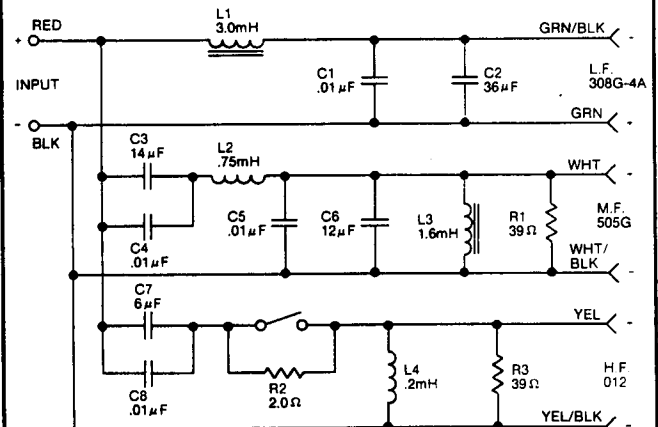 L1
3.0mH
RED
+
GRN/BLK
-
INPUT
C1
.01µF
C2
36µF
L.F.
308G-4A
-
BLK
GRN
+
C3
14µF
L2
.75mH
WHT
-
C4
.01µF
C5
.01µF
C6
12µF
L3
1.6mH
R1
39Ω
M.F.
505G
WHT/
BLK
-
C7
6µF
YEL
-
C8
.01µF
R2
2.0Ω
L4
.2mH
R3
39Ω
H.F.
012
YEL/BLK
-